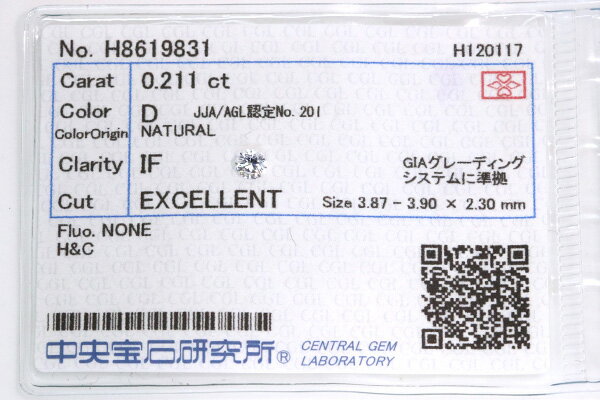 No. H8619831 H120117
Carat 0.211 ct
Color D JJA/AGL認定No. 201
ColorOrigin NATURAL
Clarity IF GIAグレーディング
システムに準拠
Cut EXCELLENT Size 3.87 - 3.90 × 2.30 mm
Fluo. NONE
H&C
中央宝石研究所® CENTRAL GEM
LABORATORY